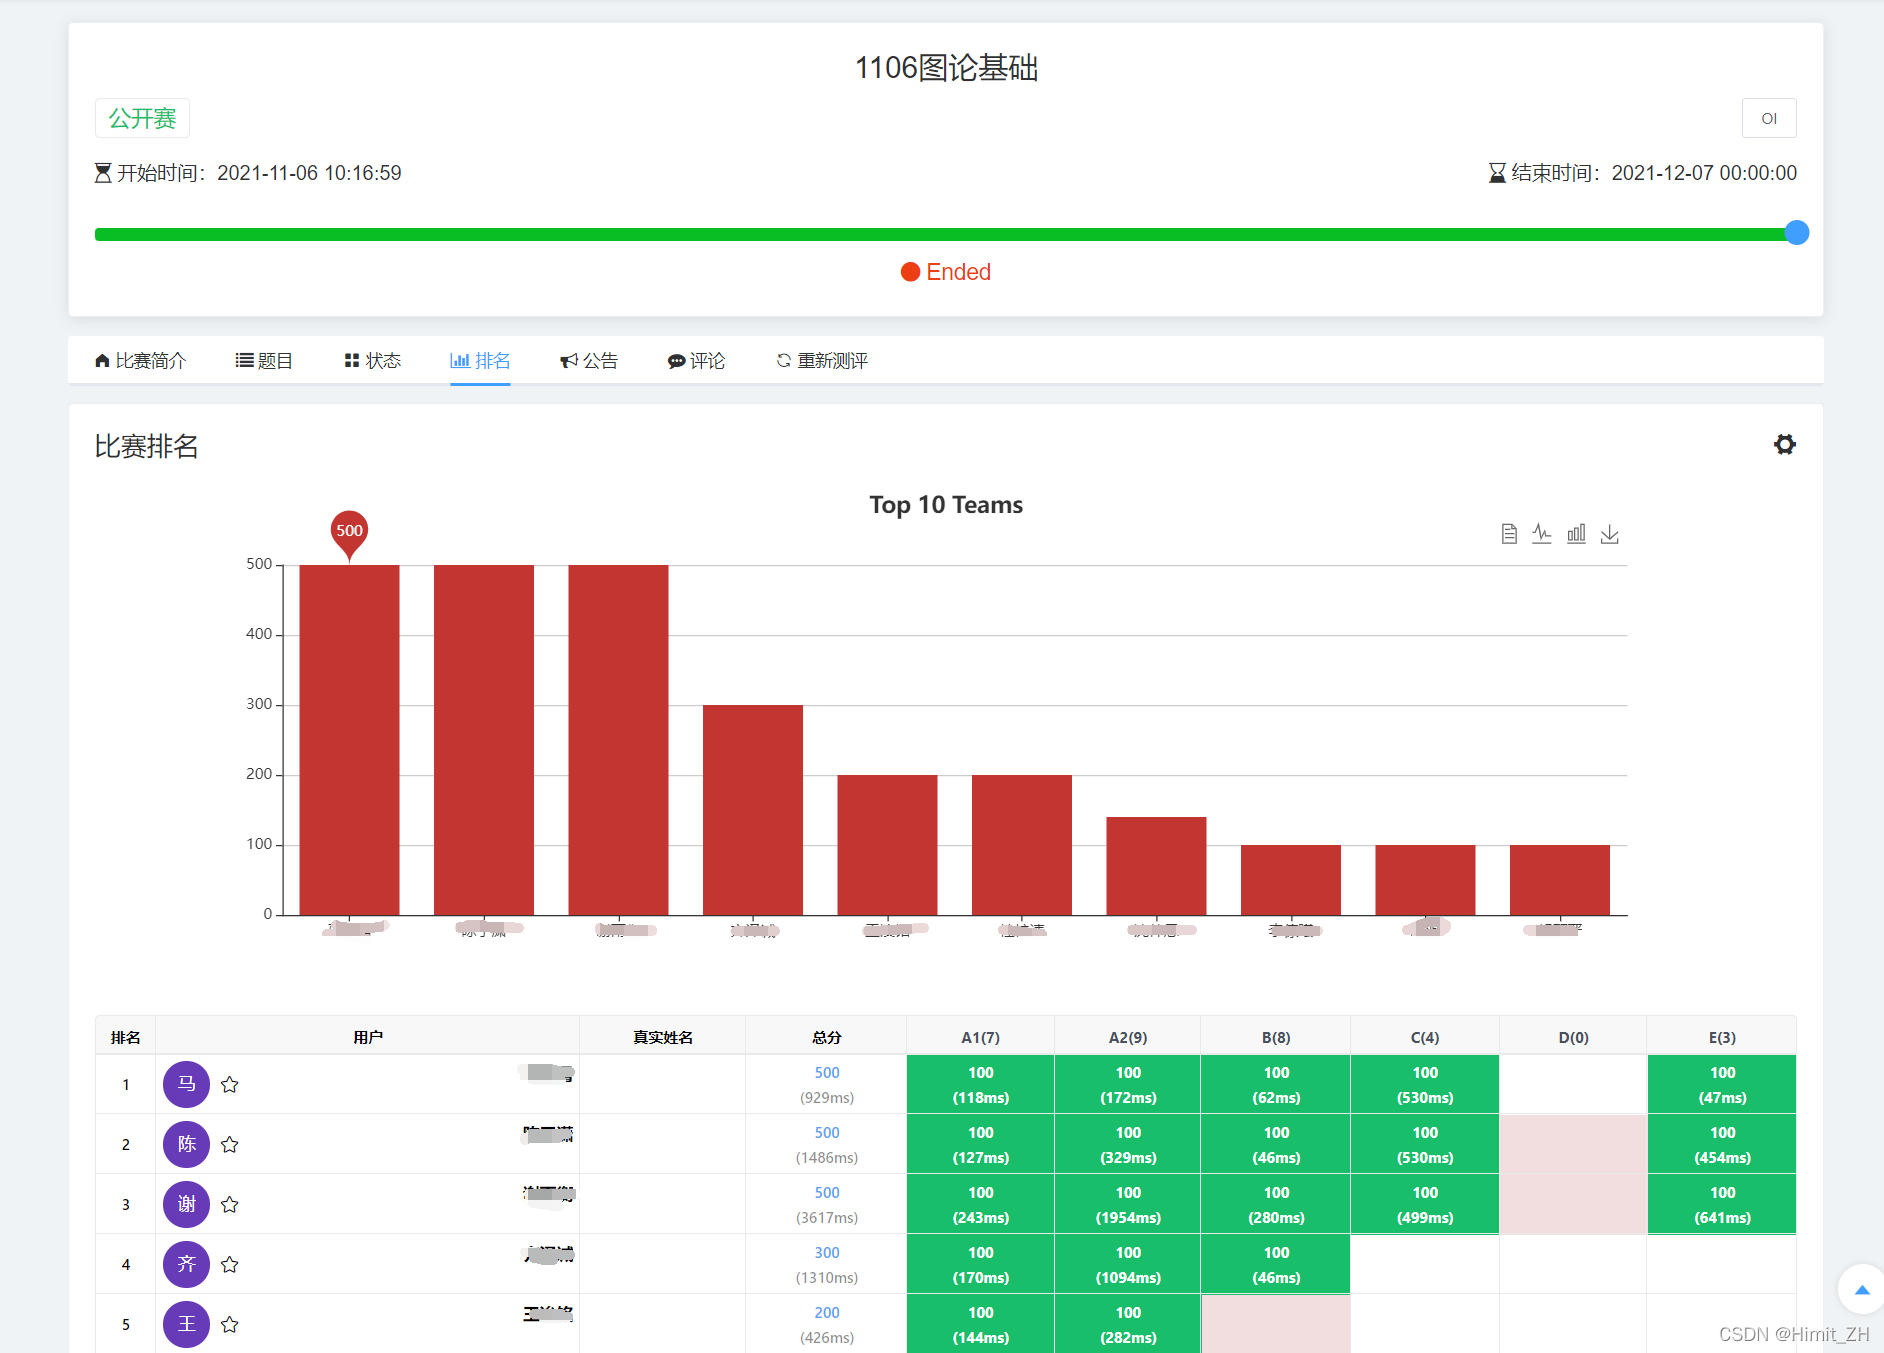 1106图论基础
公开赛
OI
开始时间：2021-11-06 10:16:59
结束时间：2021-12-07 00:00:00
Ended
比赛简介 题目 状态 排名 公告 评论 重新测评
比赛排名
Top 10 Teams
500
500
400
300
200
100
0
排名 用户 真实姓名 总分 A1(7) A2(9) B(8) C(4) D(0) E(3)
1 马 500 100 100 100 100 100
(929ms) (118ms) (172ms) (62ms) (530ms) (47ms)
2 陈 500 100 100 100 100 100
(1486ms) (127ms) (329ms) (46ms) (530ms) (454ms)
3 谢 500 100 100 100 100 100
(3617ms) (243ms) (1954ms) (280ms) (499ms) (641ms)
4 齐 300 100 100 100
(1310ms) (170ms) (1094ms) (46ms)
5 王 200 100 100
(426ms) (144ms) (282ms)
CSDN @Himit_ZH